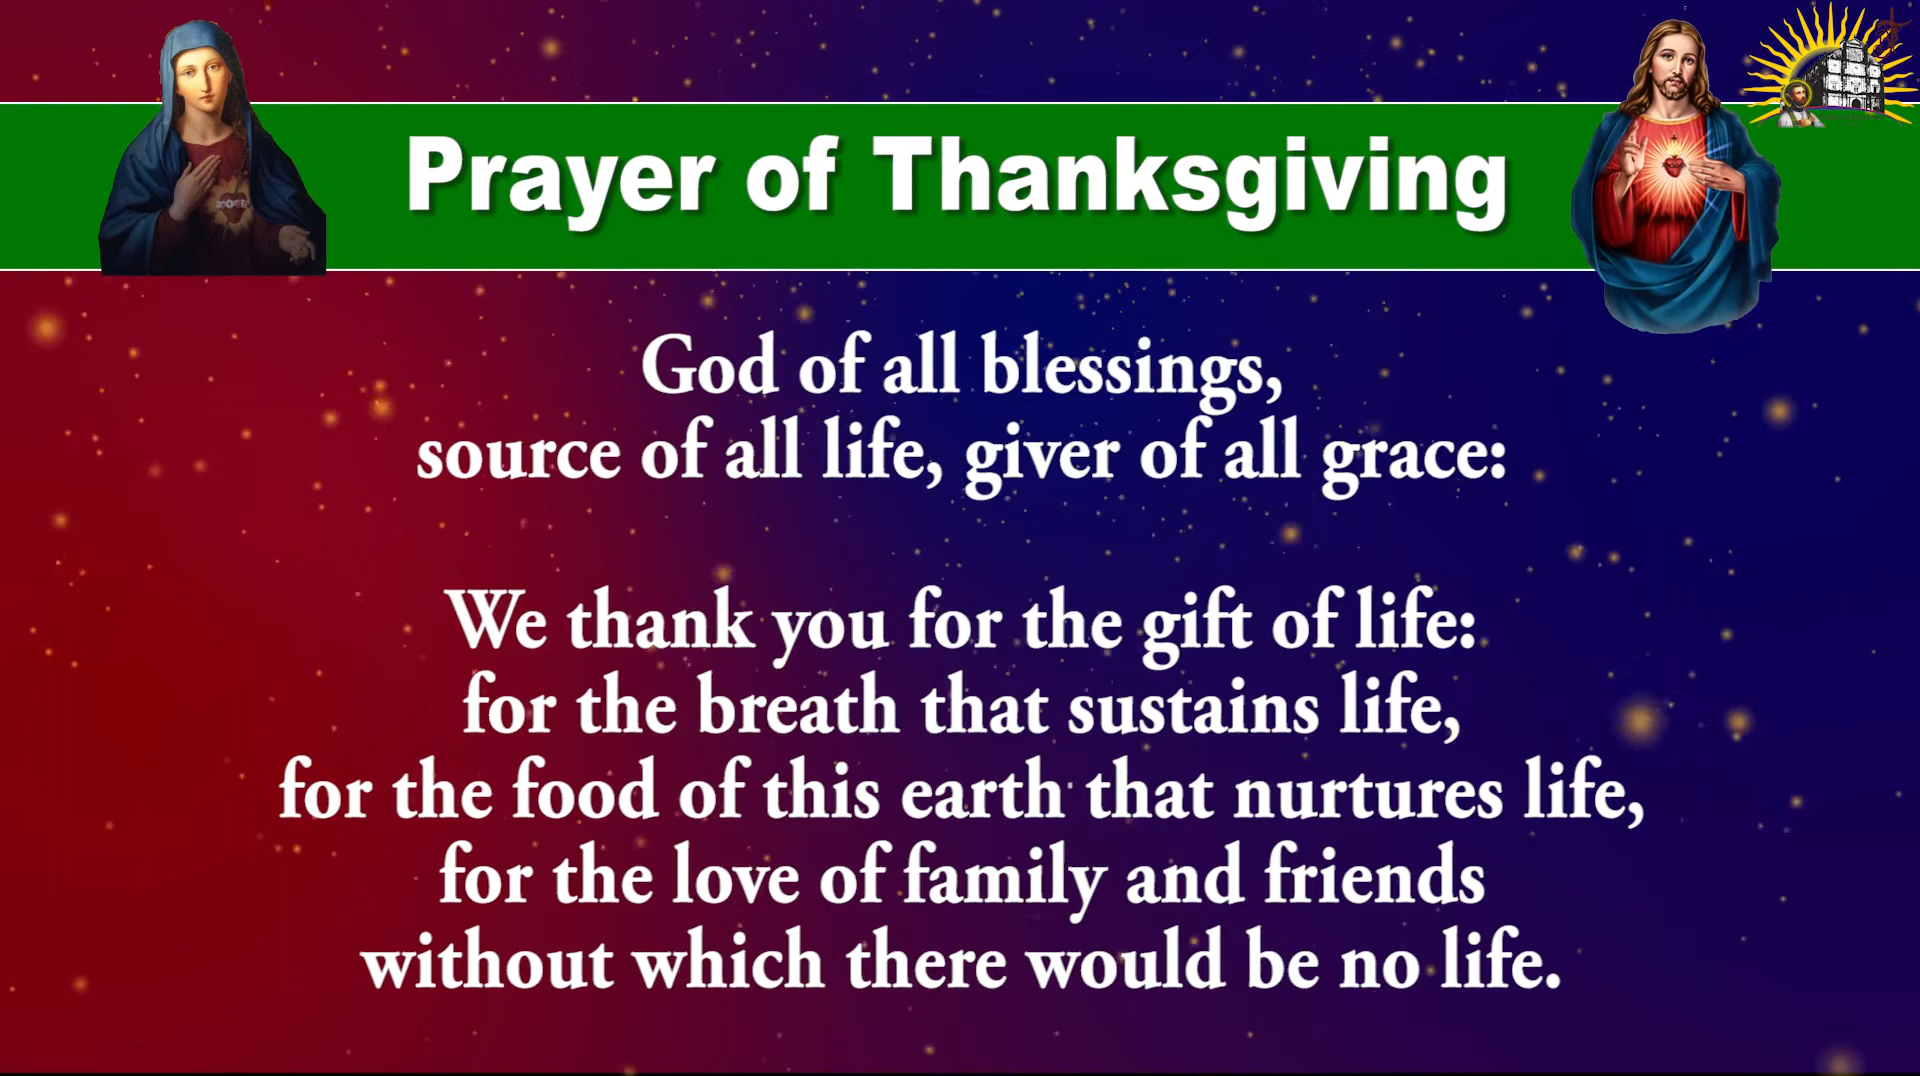 Prayer of Thanksgiving
God of all blessings,
source of all life, giver of all grace:
We thank you for the gift of life:
for the breath that sustains life,
for the food of this earth that nurtures life,
for the love of family and friends
without which there would be no life.